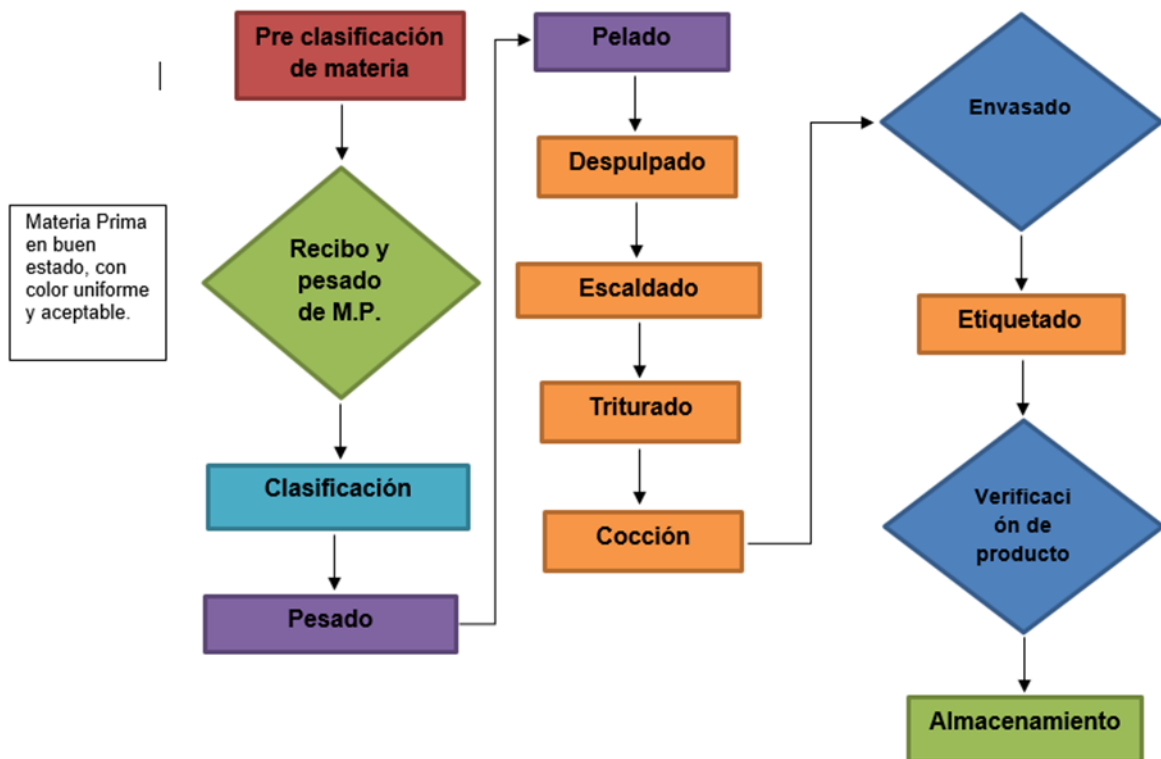 Pre clasificación
de materia
Materia Prima
en buen
estado, con
color uniforme
y aceptable.
Recibo y
pesado
de M.P.
Clasificación
Pesado
Pelado
Despulpado
Escaldado
Triturado
Cocción
Envasado
Etiquetado
Verificaci
ón de
producto
Almacenamiento